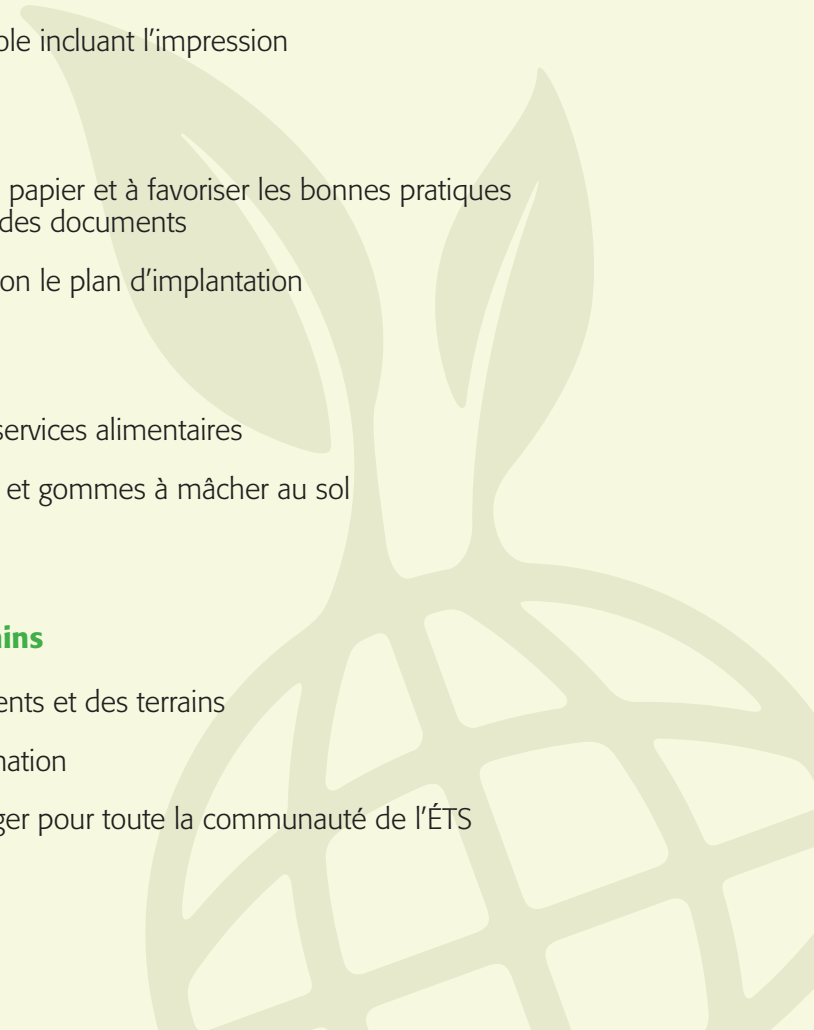 ble incluant l’impression
papier et à favoriser les bonnes pratiques
des documents
on le plan d’implantation
services alimentaires
et gommes à mâcher au sol
ins
ents et des terrains
nation
ger pour toute la communauté de l’ÉTS